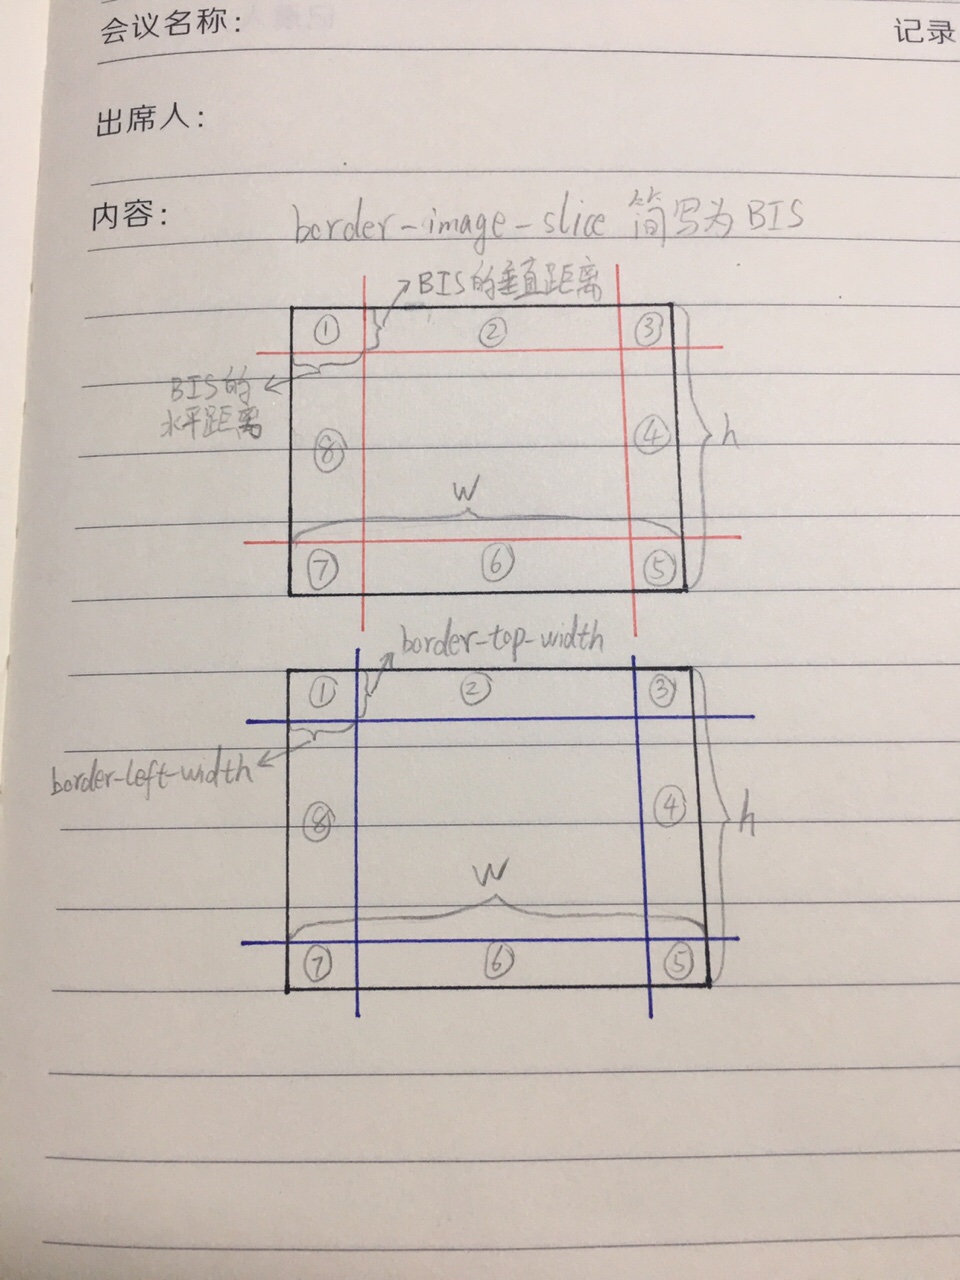 会议名称:
记录
出席人:
内容:
border-image-slice 简写为 BIS
BIS的垂直距离
① ② ③
BIS的
水平距离
⑧ ④ h
W
⑦ ⑥ ⑤
border-top-width
① ② ③
border-left-width
⑧ ④ h
W
⑦ ⑥ ⑤